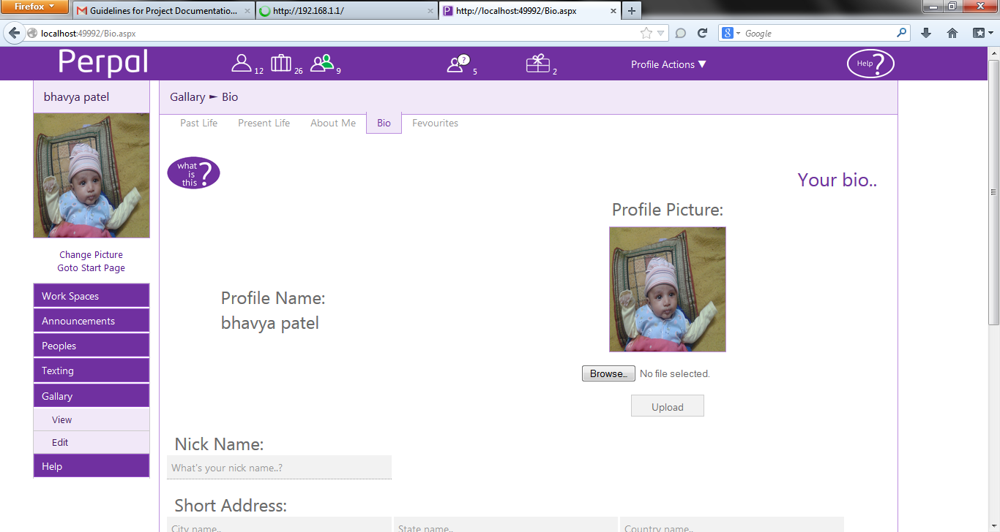 Firefox
Guidelines for Project Documentatio...
http://192.168.1.1/
http://localhost:49992/Bio.aspx
localhost:49992/Bio.aspx
Google
Perpal
12
26
9
?
5
2
Profile Actions ▼
Help ?
bhavya patel
Gallary ► Bio
Past Life
Present Life
About Me
Bio
Fevourites
what is this ?
Your bio..
Change Picture
Goto Start Page
Profile Picture:
Profile Name:
bhavya patel
Browse...
No file selected.
Upload
Work Spaces
Announcements
Peoples
Texting
Gallary
View
Edit
Help
Nick Name:
What's your nick name..?
Short Address:
City name..
State name..
Country name..